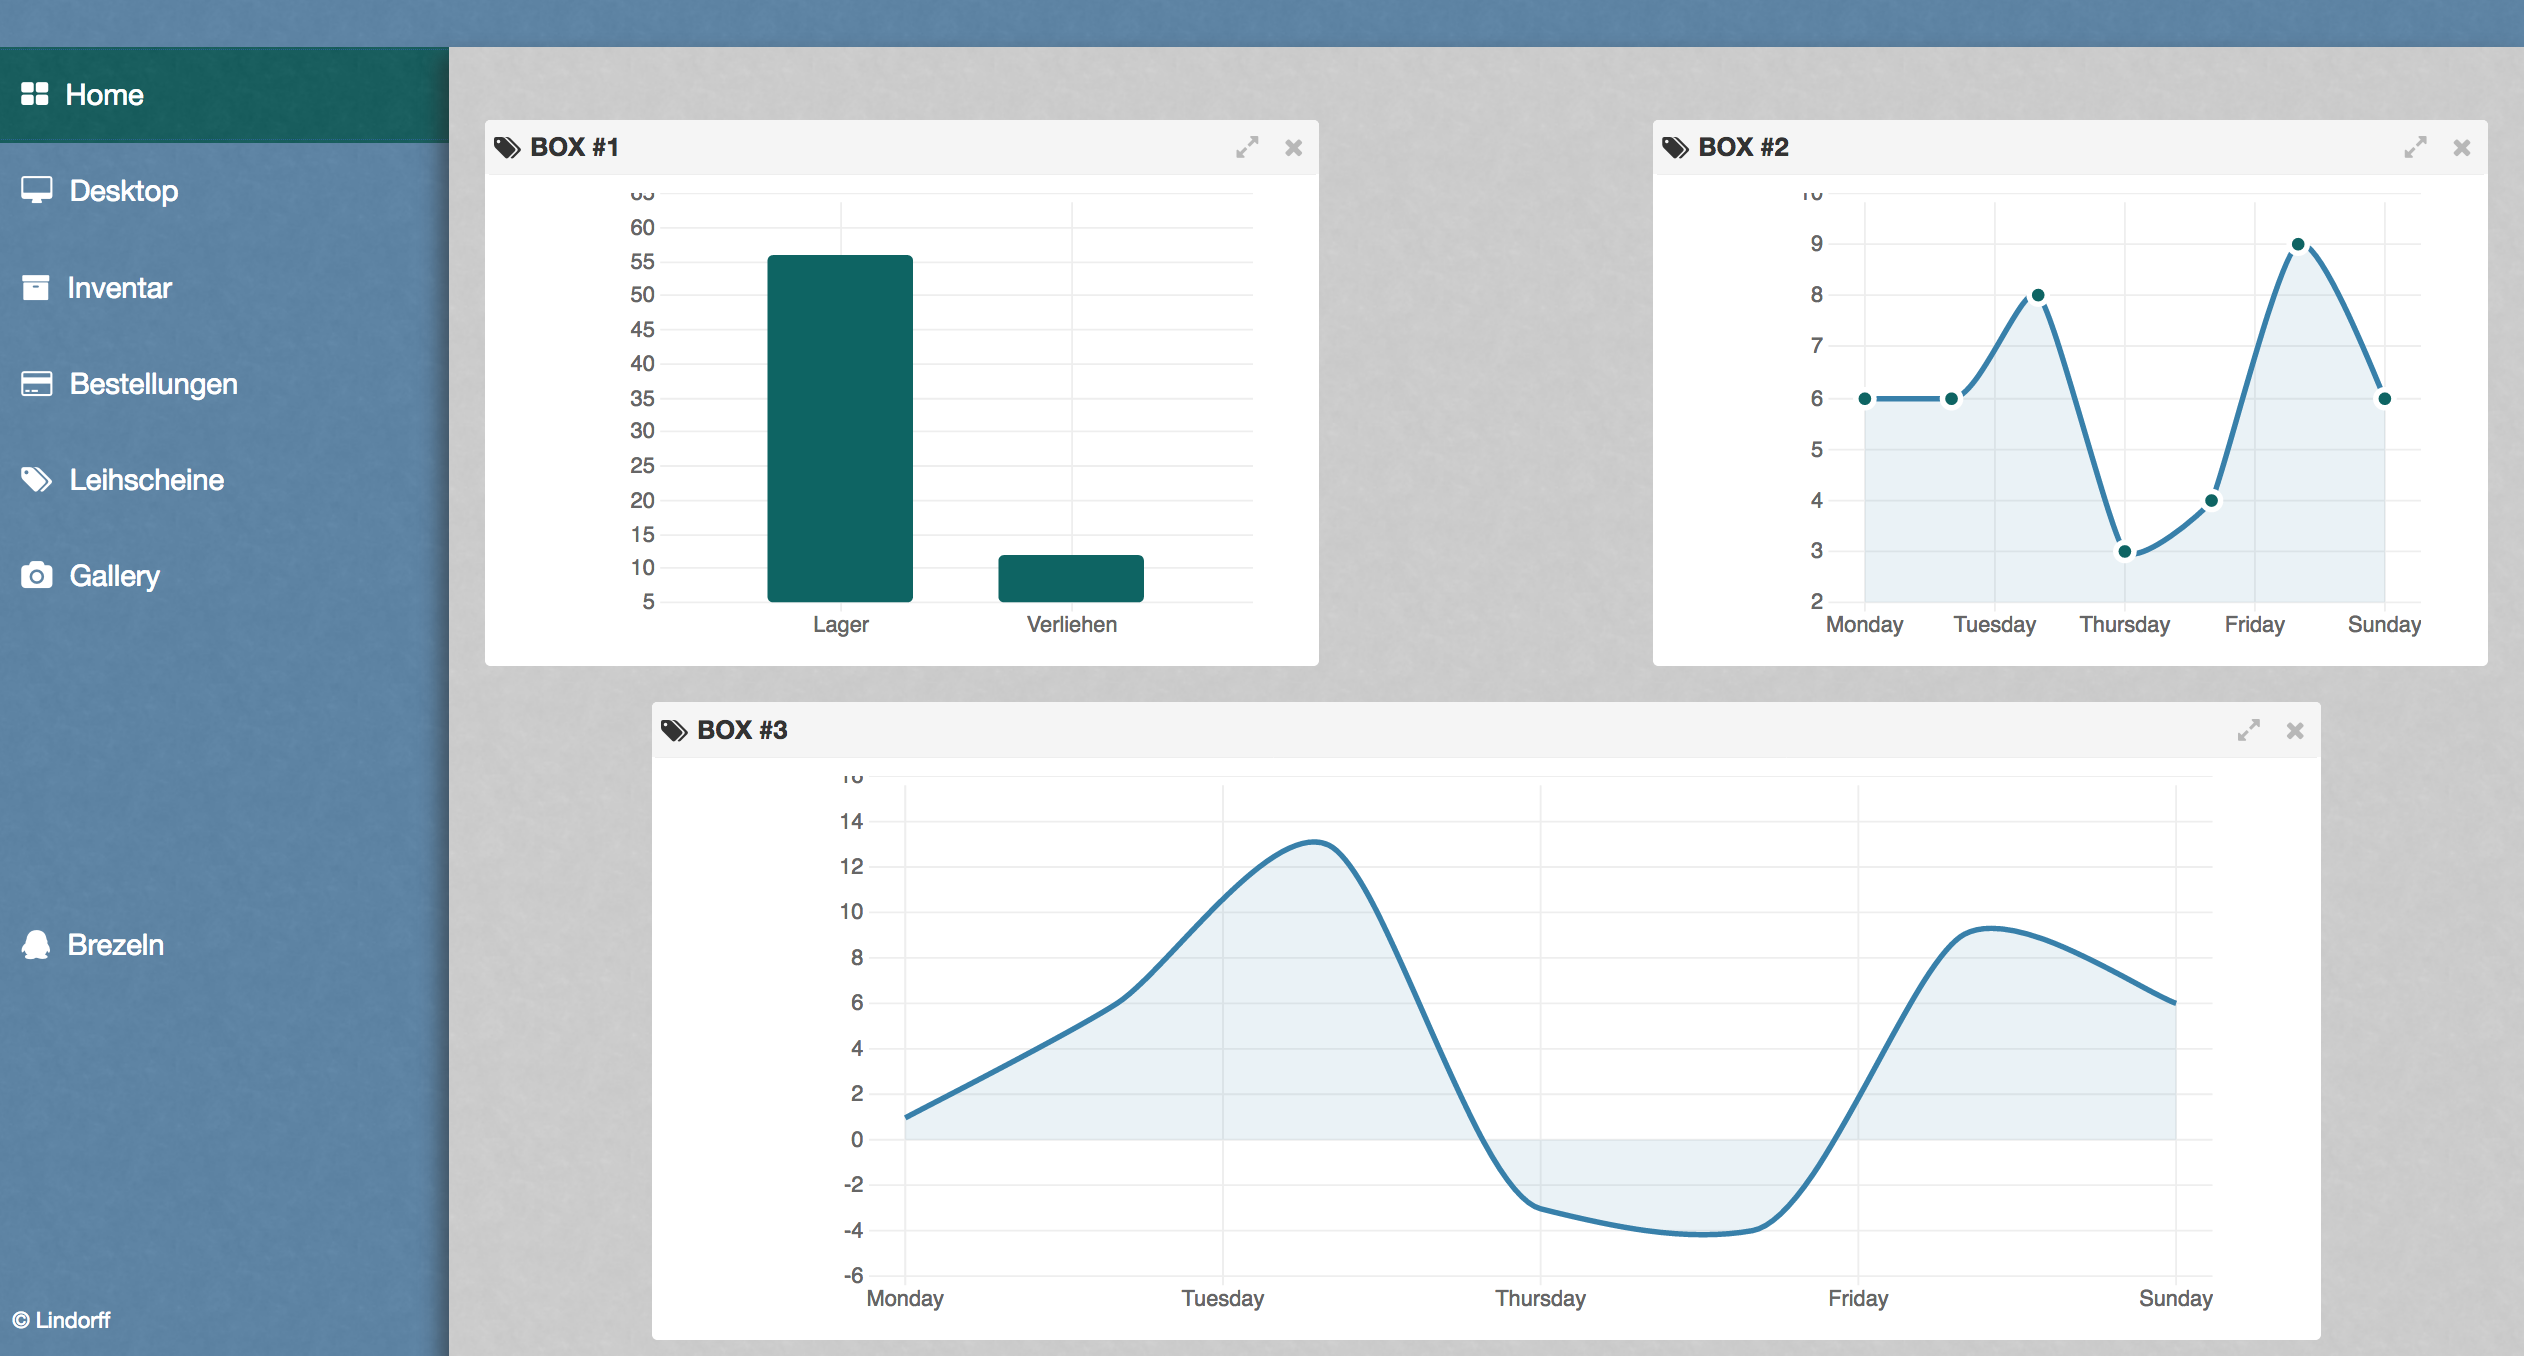 Home
Desktop
Inventar
Bestellungen
Leihscheine
Gallery
Brezeln
© Lindorff
BOX #1
65
60
55
50
45
40
35
30
25
20
15
10
5
Lager Verliehen
BOX #2
10
9
8
7
6
5
4
3
2
Monday Tuesday Thursday Friday Sunday
BOX #3
16
14
12
10
8
6
4
2
0
-2
-4
-6
Monday Tuesday Thursday Friday Sunday